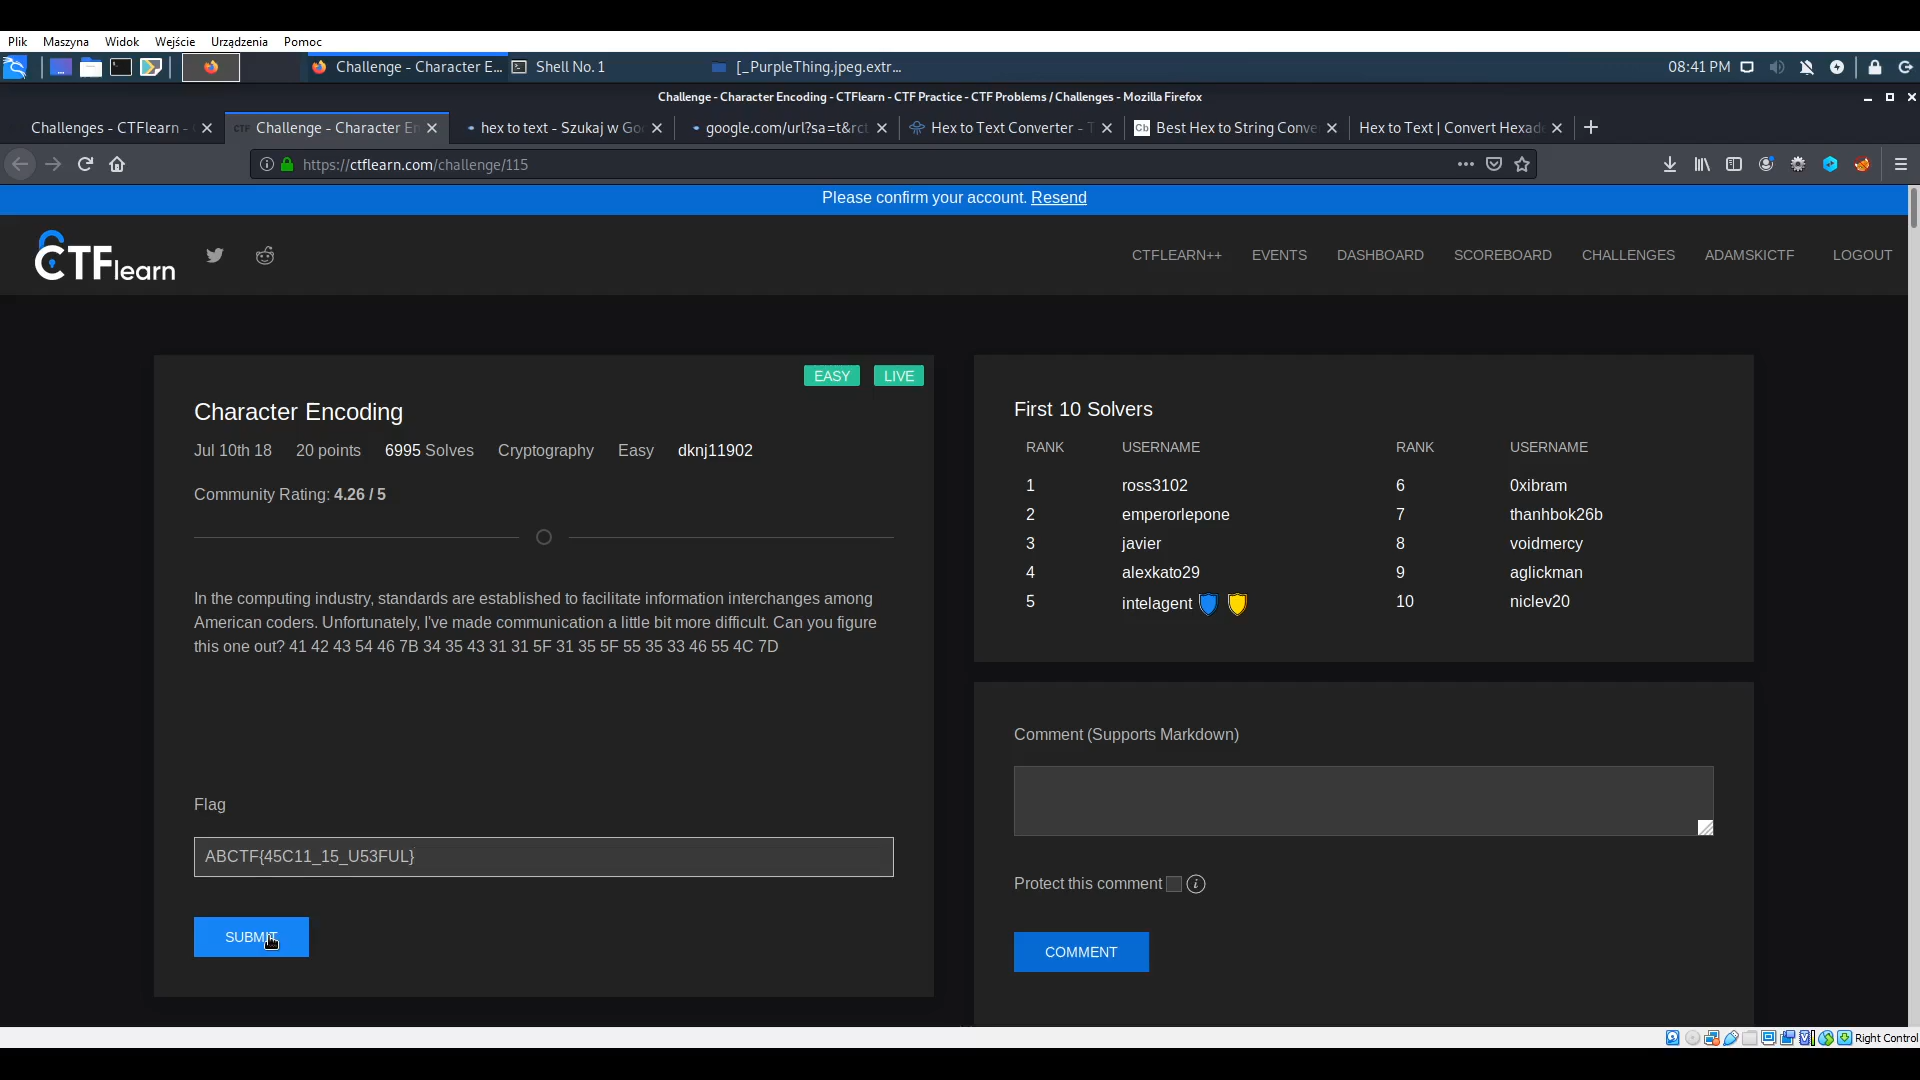 Plik Maszyna Widok Wejście Urządzenia Pomoc
Challenge - Character E... Shell No. 1 [_PurpleThing.jpeg.extr... 08:41 PM
Challenge - Character Encoding - CTFlearn - CTF Practice - CTF Problems / Challenges - Mozilla Firefox
Challenges - CTFlearn - Challenge - Character En hex to text - Szukaj w Go google.com/url?sa=t&rct Hex to Text Converter - T Cb Best Hex to String Conve Hex to Text | Convert Hexade
https://ctflearn.com/challenge/115
Please confirm your account. Resend
CTFlearn CTFLEARN++ EVENTS DASHBOARD SCOREBOARD CHALLENGES ADAMSKICTF LOGOUT
EASY LIVE
Character Encoding
Jul 10th 18 20 points 6995 Solves Cryptography Easy dknj11902
Community Rating: 4.26 / 5
In the computing industry, standards are established to facilitate information interchanges among
American coders. Unfortunately, I've made communication a little bit more difficult. Can you figure
this one out? 41 42 43 54 46 7B 34 35 43 31 31 5F 31 35 5F 55 35 33 46 55 4C 7D
Flag
ABCTF{45C11_15_U53FUL}
SUBMIT
First 10 Solvers
RANK USERNAME RANK USERNAME
1 ross3102 6 0xibram
2 emperorlepone 7 thanhbok26b
3 javier 8 voidmercy
4 alexkato29 9 aglickman
5 intelagent 10 niclev20
Comment (Supports Markdown)
Protect this comment
COMMENT
Right Control